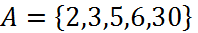 A = {2,3,5,6,30}